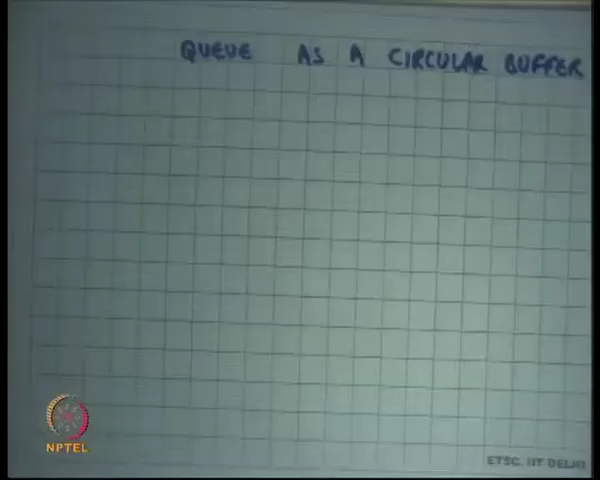 QUEUE AS A CIRCULAR BUFFER
NPTEL
ETSC, IIT DELHI